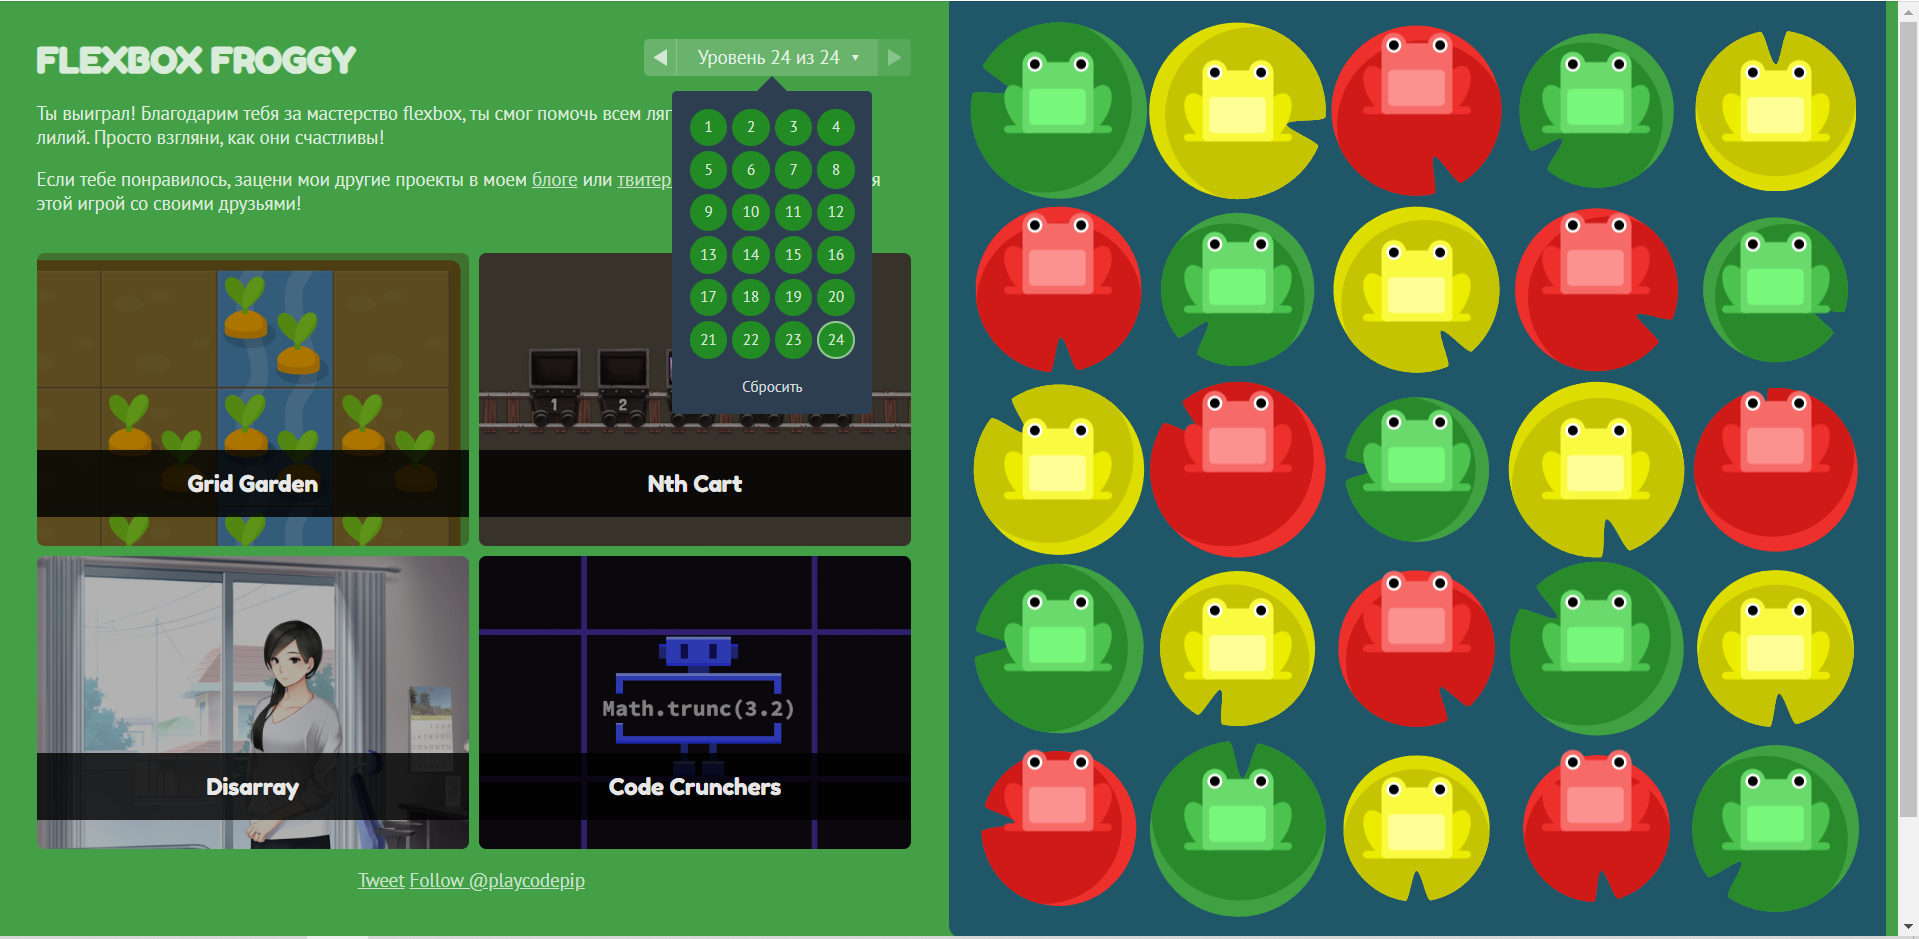 FLEXBOX FROGGY
Уровень 24 из 24
Ты выиграл! Благодарим тебя за мастерство flexbox, ты смог помочь всем
лилий. Просто взгляни, как они счастливы!
Если тебе понравилось, зацени мои другие проекты в моем блоге или твитер
этой игрой со своими друзьями!
1 2 3 4
5 6 7 8
9 10 11 12
13 14 15 16
17 18 19 20
21 22 23 24
Сбросить
1 2
Grid Garden
Nth Cart
Math.trunc(3.2)
Disarray
Code Crunchers
Tweet Follow @playcodepip